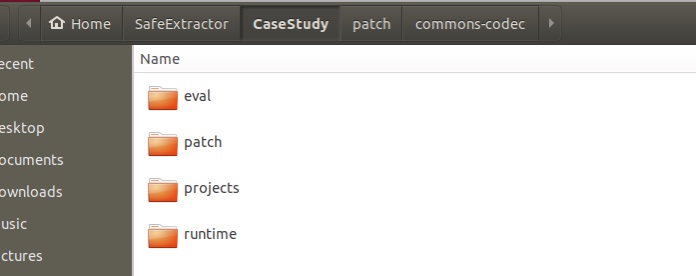 Home SafeExtractor CaseStudy patch commons-codec
Name
ecent
ome
esktop
ocuments
ownloads
usic
ctures
eval
patch
projects
runtime